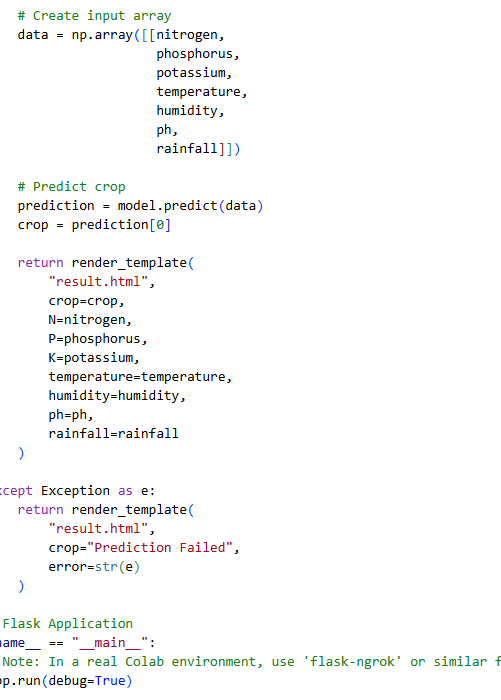 # Create input array
data = np.array([[nitrogen,
phosphorus,
potassium,
temperature,
humidity,
ph,
rainfall]])
# Predict crop
prediction = model.predict(data)
crop = prediction[0]
return render_template(
"result.html",
crop=crop,
N=nitrogen,
P=phosphorus,
K=potassium,
temperature=temperature,
humidity=humidity,
ph=ph,
rainfall=rainfall
)
cept Exception as e:
return render_template(
"result.html",
crop="Prediction Failed",
error=str(e)
)
Flask Application
ame__ == "__main__":
Note: In a real Colab environment, use 'flask-ngrok' or similar f
p.run(debug=True)